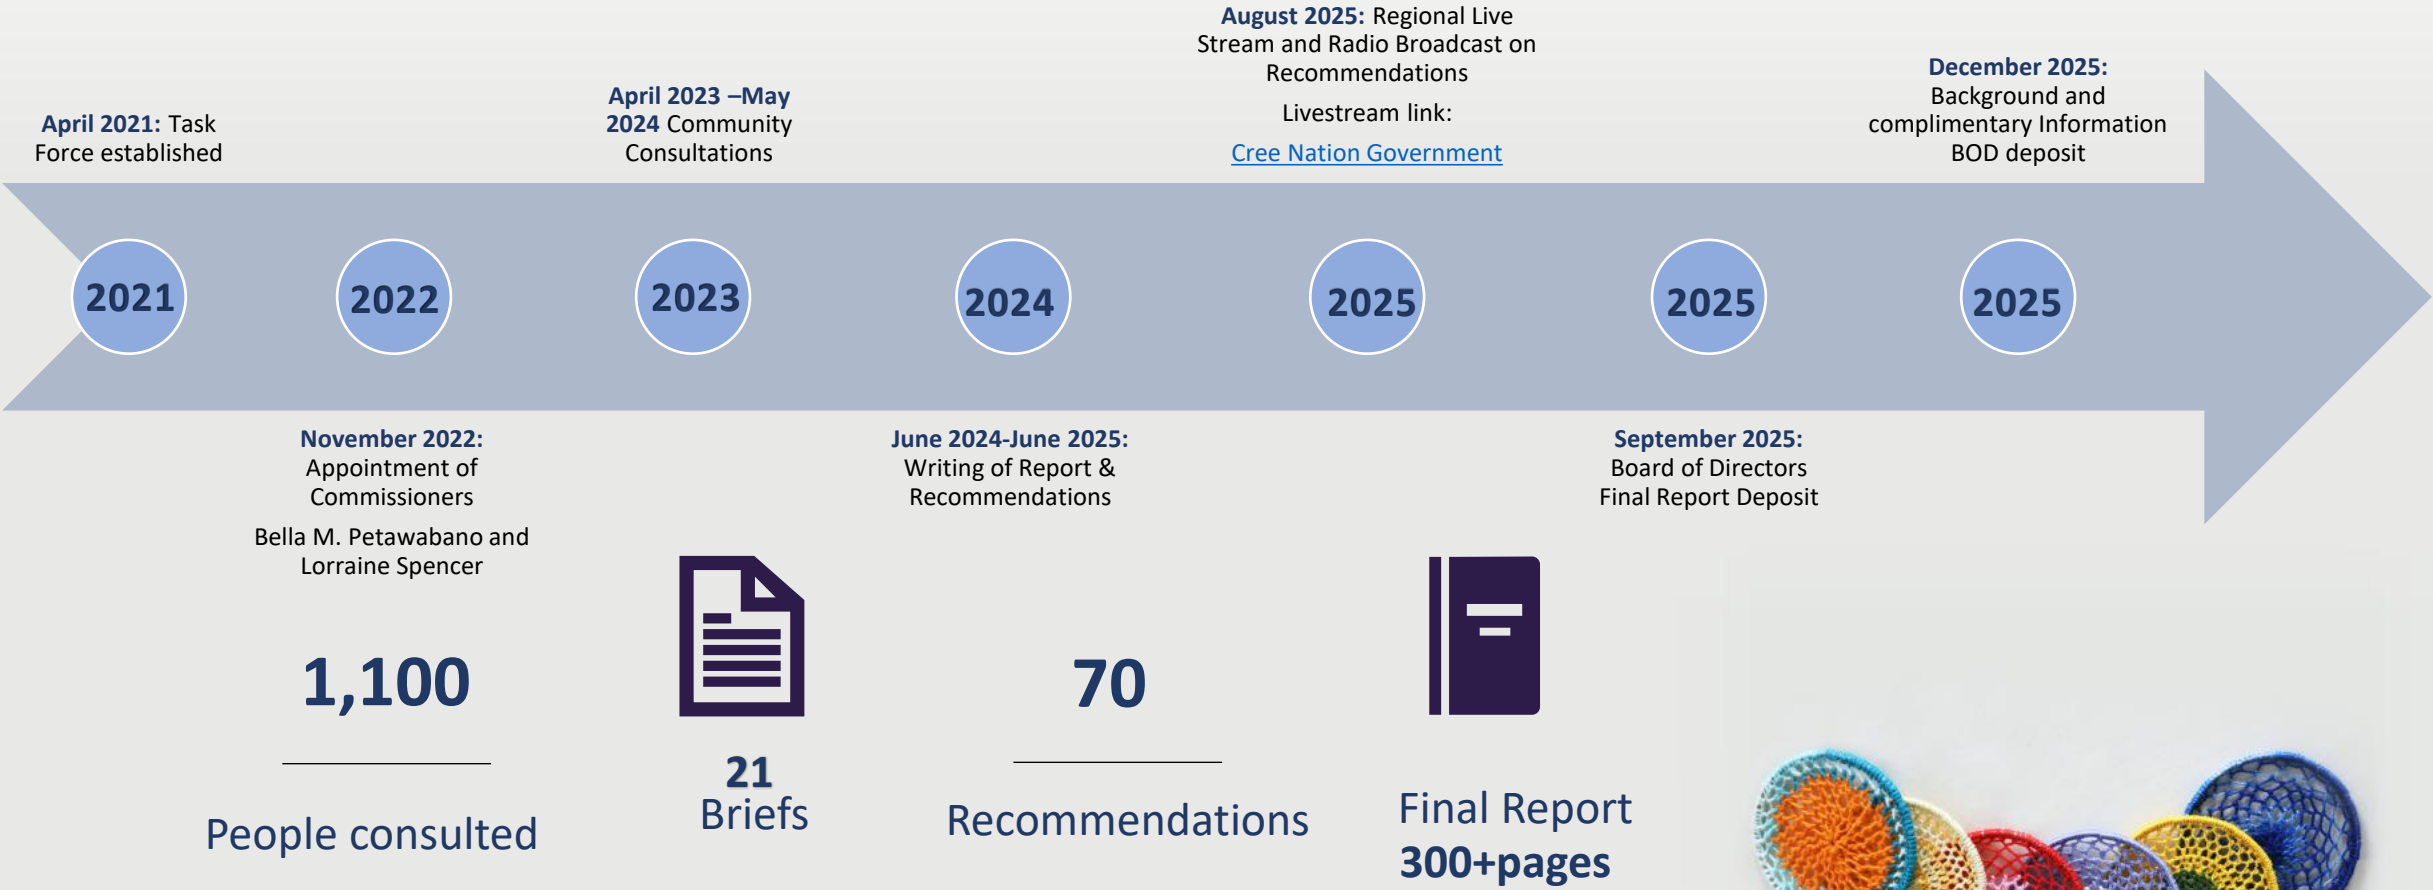 April 2021: Task
Force established
April 2023 –May
2024 Community
Consultations
August 2025: Regional Live
Stream and Radio Broadcast on
Recommendations
Livestream link:
Cree Nation Government
December 2025:
Background and
complimentary Information
BOD deposit
2021
2022
2023
2024
2025
2025
2025
November 2022:
Appointment of
Commissioners
Bella M. Petawabano and
Lorraine Spencer
June 2024-June 2025:
Writing of Report &
Recommendations
September 2025:
Board of Directors
Final Report Deposit
1,100
People consulted
21
Briefs
70
Recommendations
Final Report
300+pages